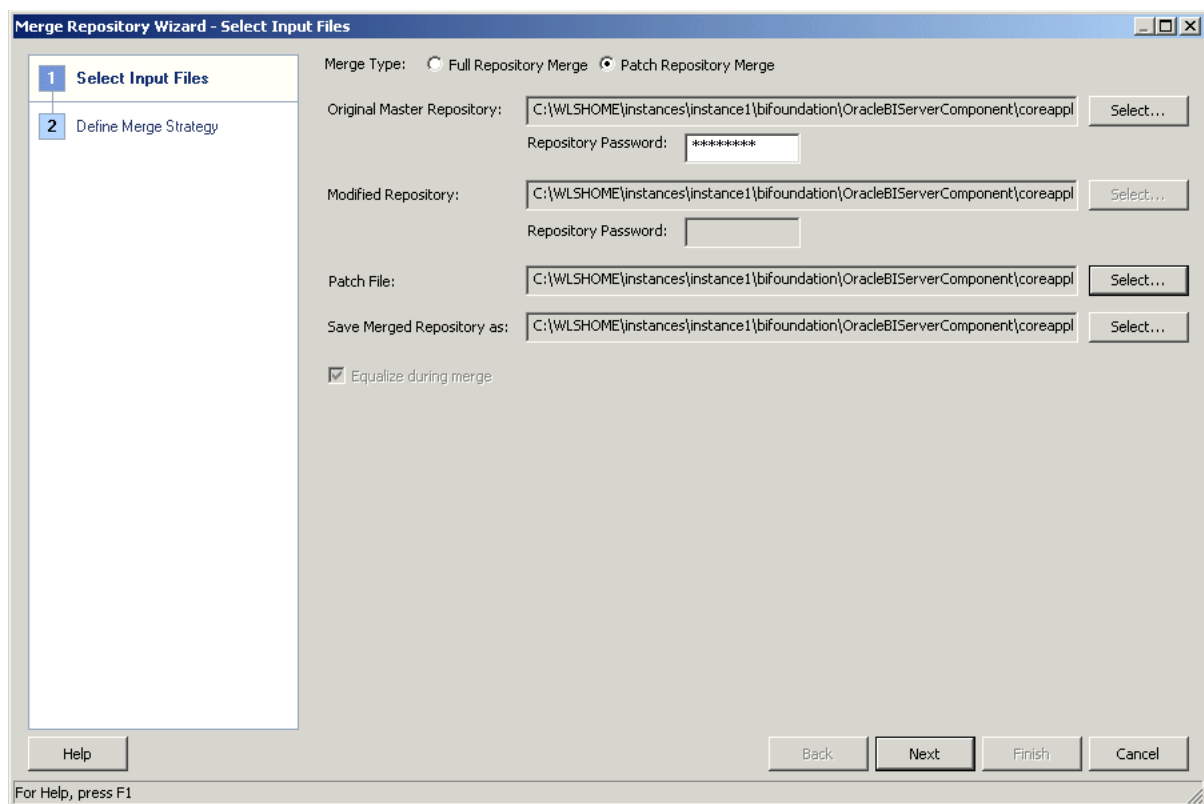 Merge Repository Wizard - Select Input Files
1 Select Input Files
2 Define Merge Strategy
Merge Type: Full Repository Merge Patch Repository Merge
Original Master Repository: C:\WLSHOME\instances\instance1\bifoundation\OracleBIServerComponent\coreappl Select...
Repository Password: ********
Modified Repository: C:\WLSHOME\instances\instance1\bifoundation\OracleBIServerComponent\coreappl Select...
Repository Password:
Patch File: C:\WLSHOME\instances\instance1\bifoundation\OracleBIServerComponent\coreappl Select...
Save Merged Repository as: C:\WLSHOME\instances\instance1\bifoundation\OracleBIServerComponent\coreappl Select...
Equalize during merge
Help Back Next Finish Cancel
For Help, press F1